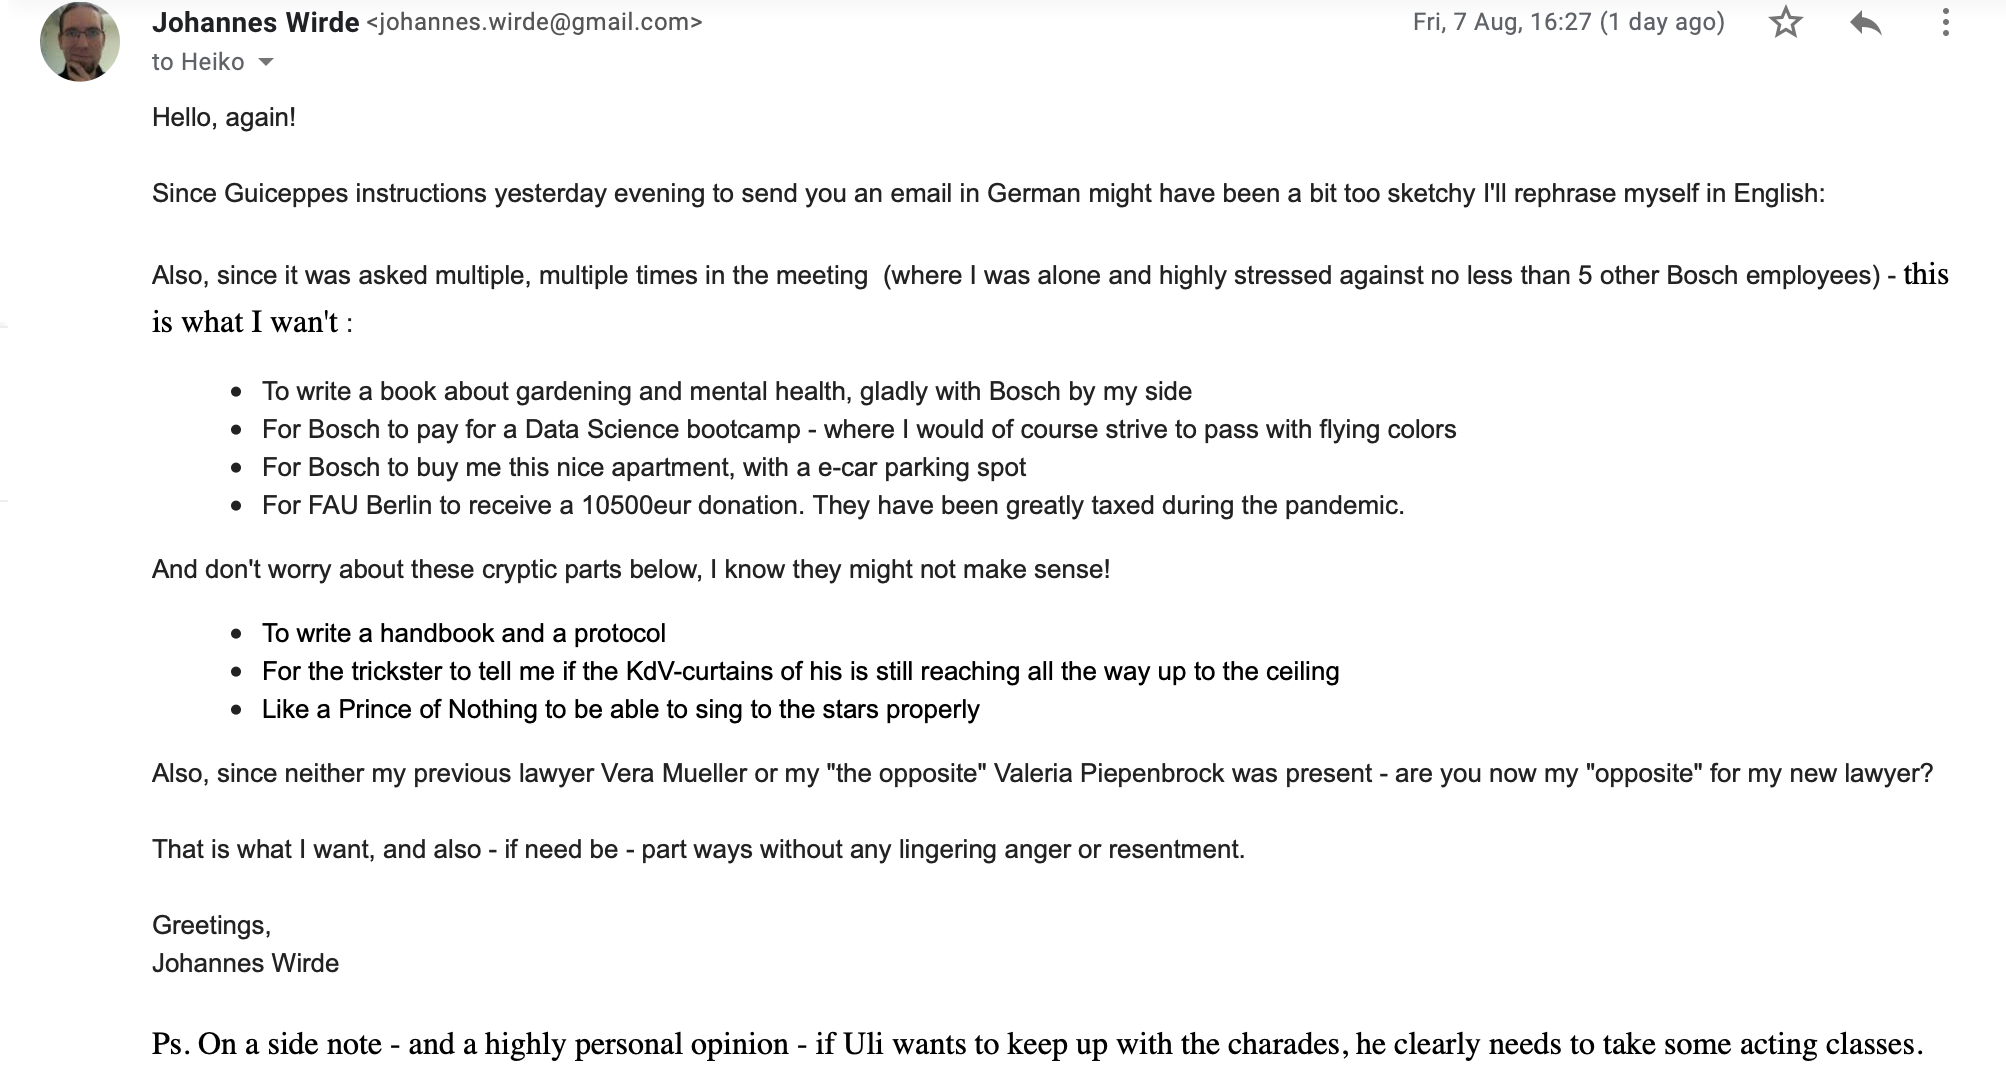 Johannes Wirde <johannes.wirde@gmail.com> Fri, 7 Aug, 16:27 (1 day ago)
to Heiko
Hello, again!
Since Guiceppes instructions yesterday evening to send you an email in German might have been a bit too sketchy I'll rephrase myself in English:
Also, since it was asked multiple, multiple times in the meeting  (where I was alone and highly stressed against no less than 5 other Bosch employees) - this
is what I wan't :
• To write a book about gardening and mental health, gladly with Bosch by my side
• For Bosch to pay for a Data Science bootcamp - where I would of course strive to pass with flying colors
• For Bosch to buy me this nice apartment, with a e-car parking spot
• For FAU Berlin to receive a 10500eur donation. They have been greatly taxed during the pandemic.
And don't worry about these cryptic parts below, I know they might not make sense!
• To write a handbook and a protocol
• For the trickster to tell me if the KdV-curtains of his is still reaching all the way up to the ceiling
• Like a Prince of Nothing to be able to sing to the stars properly
Also, since neither my previous lawyer Vera Mueller or my "the opposite" Valeria Piepenbrock was present - are you now my "opposite" for my new lawyer?
That is what I want, and also - if need be - part ways without any lingering anger or resentment.
Greetings,
Johannes Wirde
Ps. On a side note - and a highly personal opinion - if Uli wants to keep up with the charades, he clearly needs to take some acting classes.